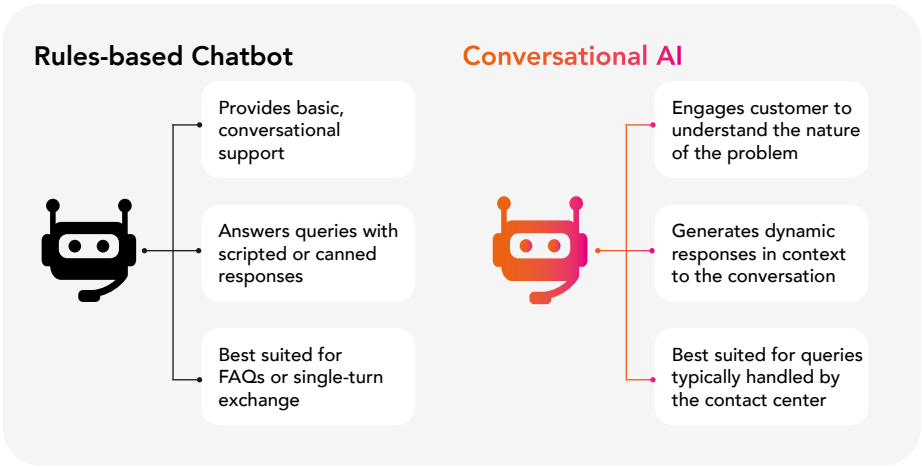 Rules-based Chatbot
Provides basic,
conversational
support
Answers queries with
scripted or canned
responses
Best suited for
FAQs or single-turn
exchange
Conversational AI
Engages customer to
understand the nature
of the problem
Generates dynamic
responses in context
to the conversation
Best suited for queries
typically handled by
the contact center